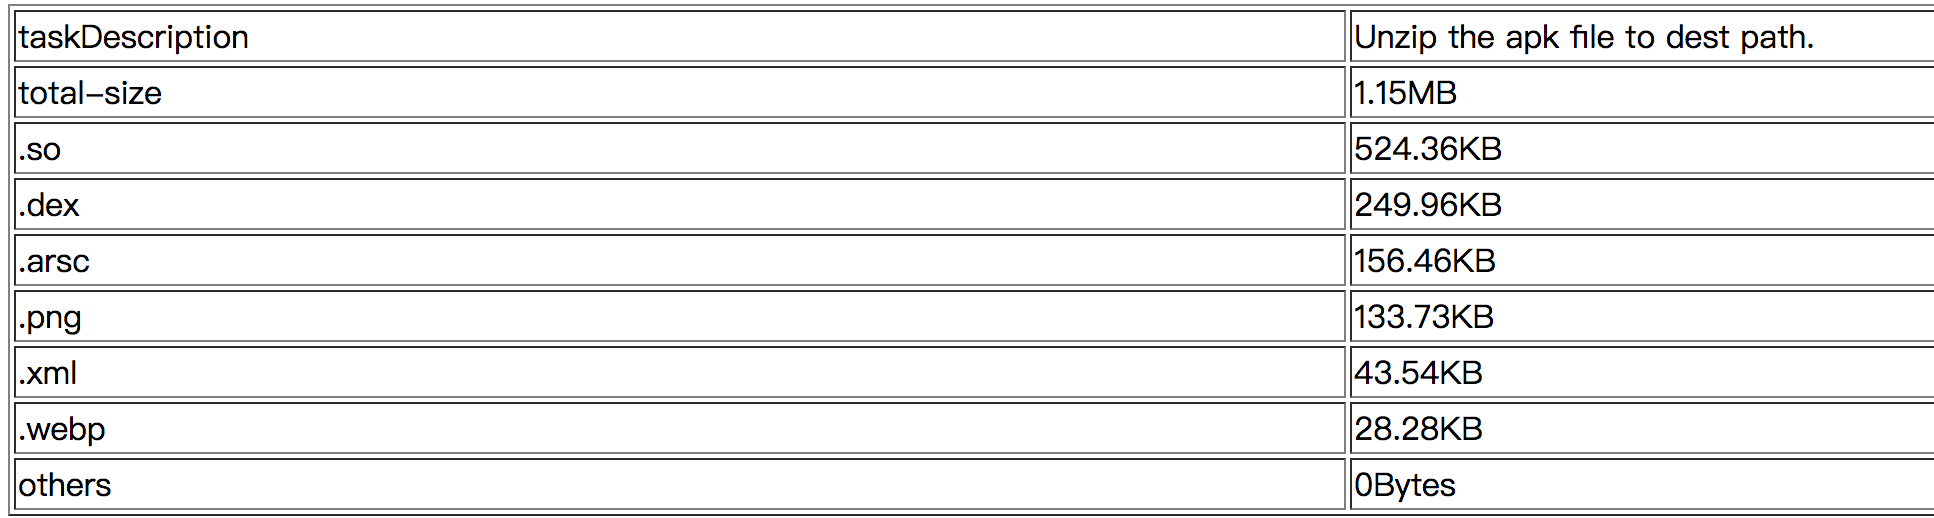 taskDescription Unzip the apk file to dest path.
total-size 1.15MB
.so 524.36KB
.dex 249.96KB
.arsc 156.46KB
.png 133.73KB
.xml 43.54KB
.webp 28.28KB
others 0Bytes